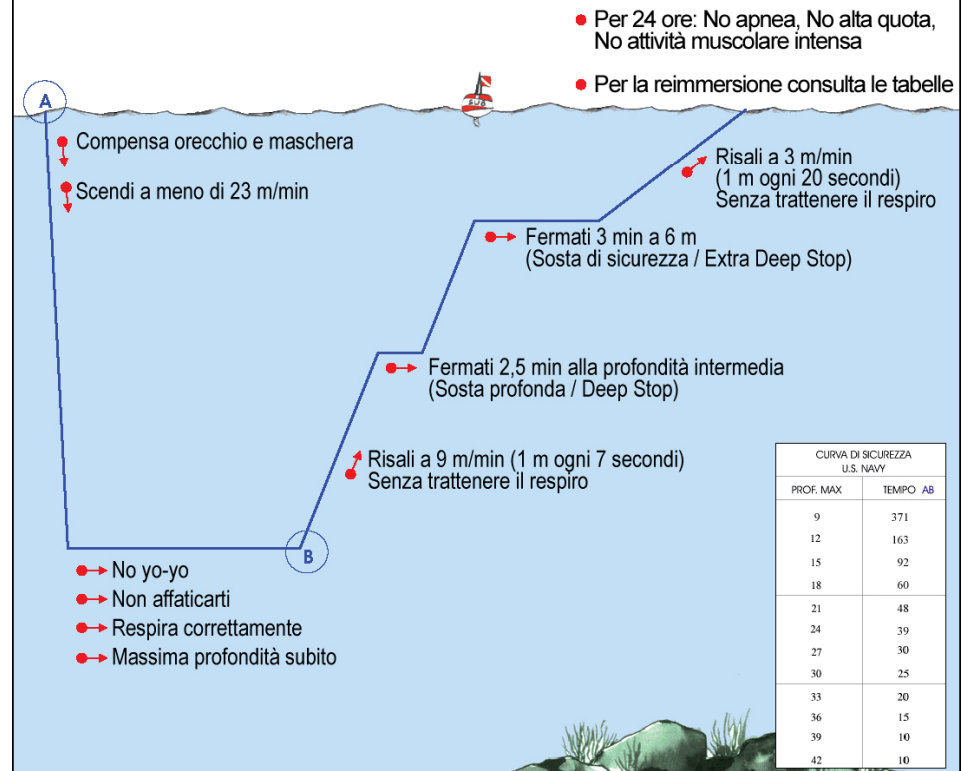 Per 24 ore: No apnea, No alta quota,
No attività muscolare intensa
Per la reimmersione consulta le tabelle
A
SUB
Compensa orecchio e maschera
Scendi a meno di 23 m/min
Risali a 3 m/min
(1 m ogni 20 secondi)
Senza trattenere il respiro
Fermati 3 min a 6 m
(Sosta di sicurezza / Extra Deep Stop)
Fermati 2,5 min alla profondità intermedia
(Sosta profonda / Deep Stop)
Risali a 9 m/min (1 m ogni 7 secondi)
Senza trattenere il respiro
B
No yo-yo
Non affaticarti
Respira correttamente
Massima profondità subito
CURVA DI SICUREZZA
U.S. NAVY
PROF. MAX TEMPO AB
9 371
12 163
15 92
18 60
21 48
24 39
27 30
30 25
33 20
36 15
39 10
42 10